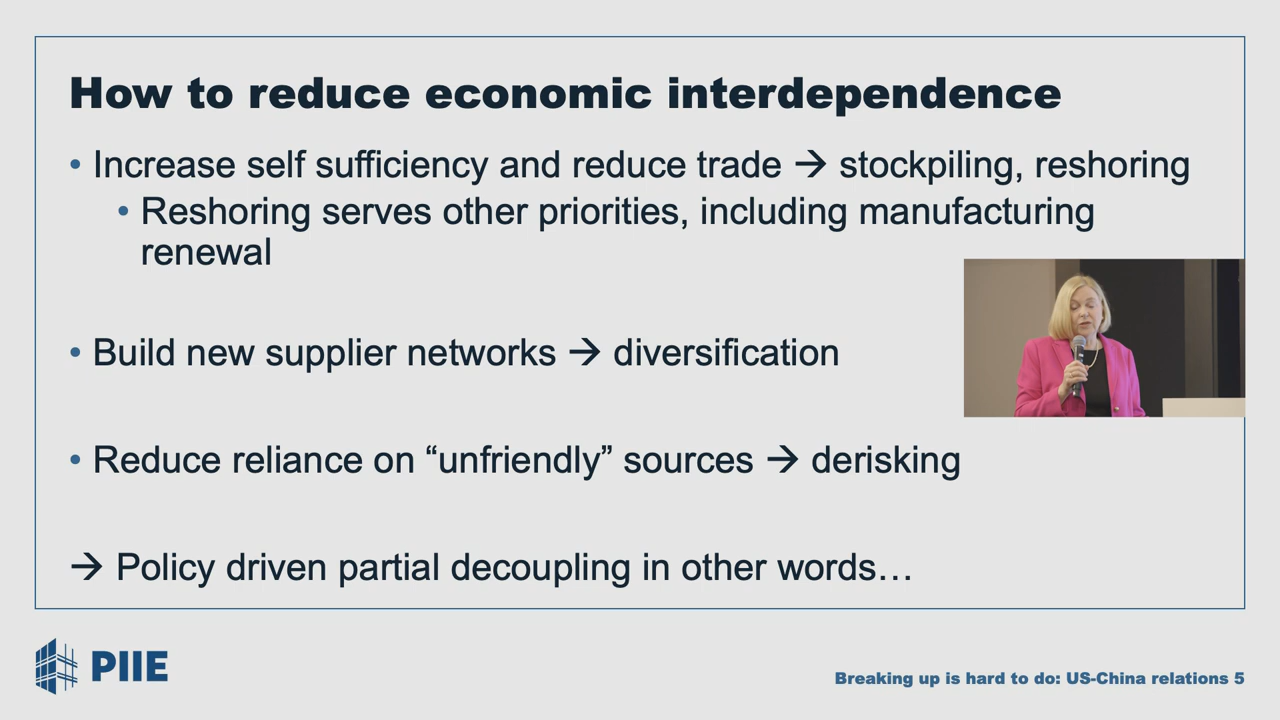 How to reduce economic interdependence
• Increase self sufficiency and reduce trade → stockpiling, reshoring
• Reshoring serves other priorities, including manufacturing
renewal
• Build new supplier networks → diversification
• Reduce reliance on “unfriendly” sources → derisking
→ Policy driven partial decoupling in other words…
PIIE
Breaking up is hard to do: US-China relations 5